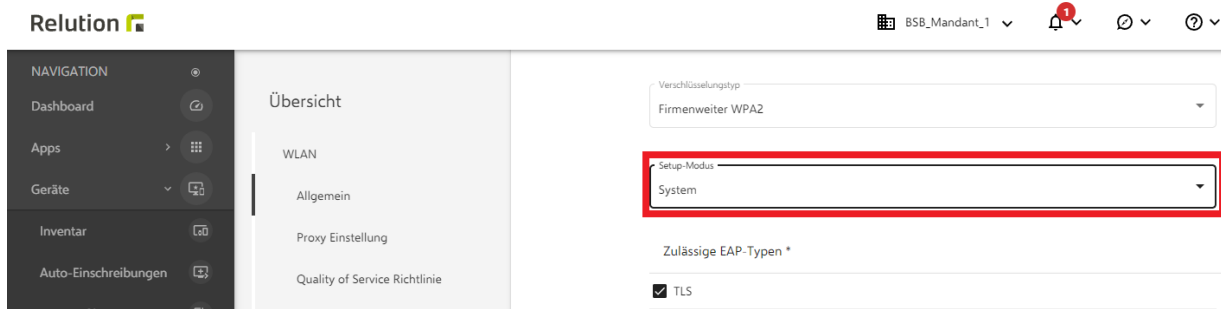 Relution
BSB_Mandant_1
1
NAVIGATION
Dashboard
Apps
Geräte
Inventar
Auto-Einschreibungen
Übersicht
WLAN
Allgemein
Proxy Einstellung
Quality of Service Richtlinie
Verschlüsselungstyp
Firmenweiter WPA2
Setup-Modus
System
Zulässige EAP-Typen *
TLS